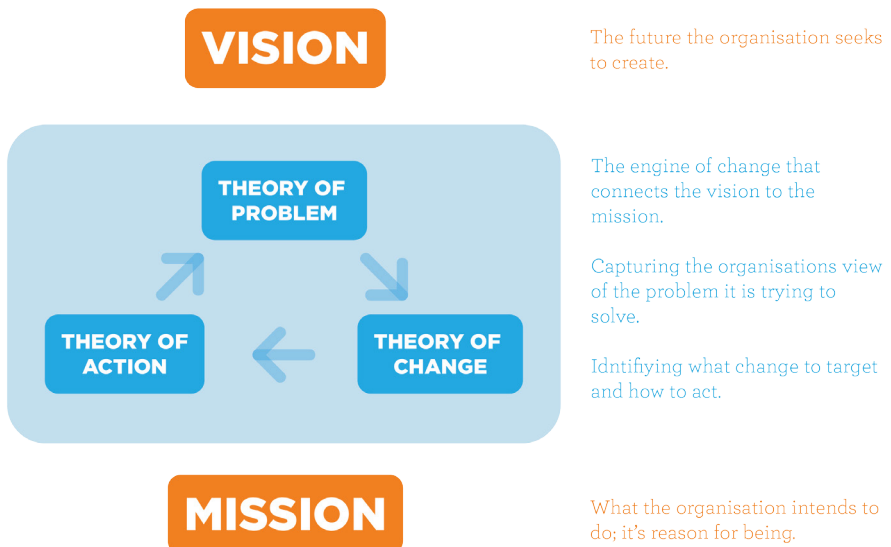 VISION
The future the organisation seeks
to create.
THEORY OF
PROBLEM
The engine of change that
connects the vision to the
mission.
Capturing the organisations view
of the problem it is trying to
solve.
THEORY OF
ACTION
THEORY OF
CHANGE
Idntifiying what change to target
and how to act.
MISSION
What the organisation intends to
do; it's reason for being.